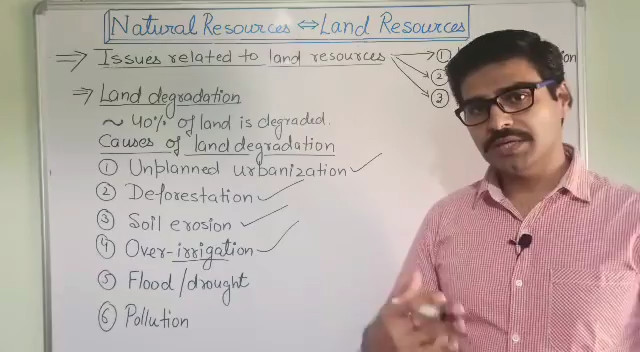 Natural Resources ⇔ Land Resources
⇒ Issues related to land resources → ①
②
③
⇒ Land degradation
~ 40% of land is degraded.
Causes of land degradation
① Unplanned urbanization ✓
② Deforestation ✓
③ Soil erosion ✓
④ Over-irrigation ✓
⑤ Flood/drought
⑥ Pollution